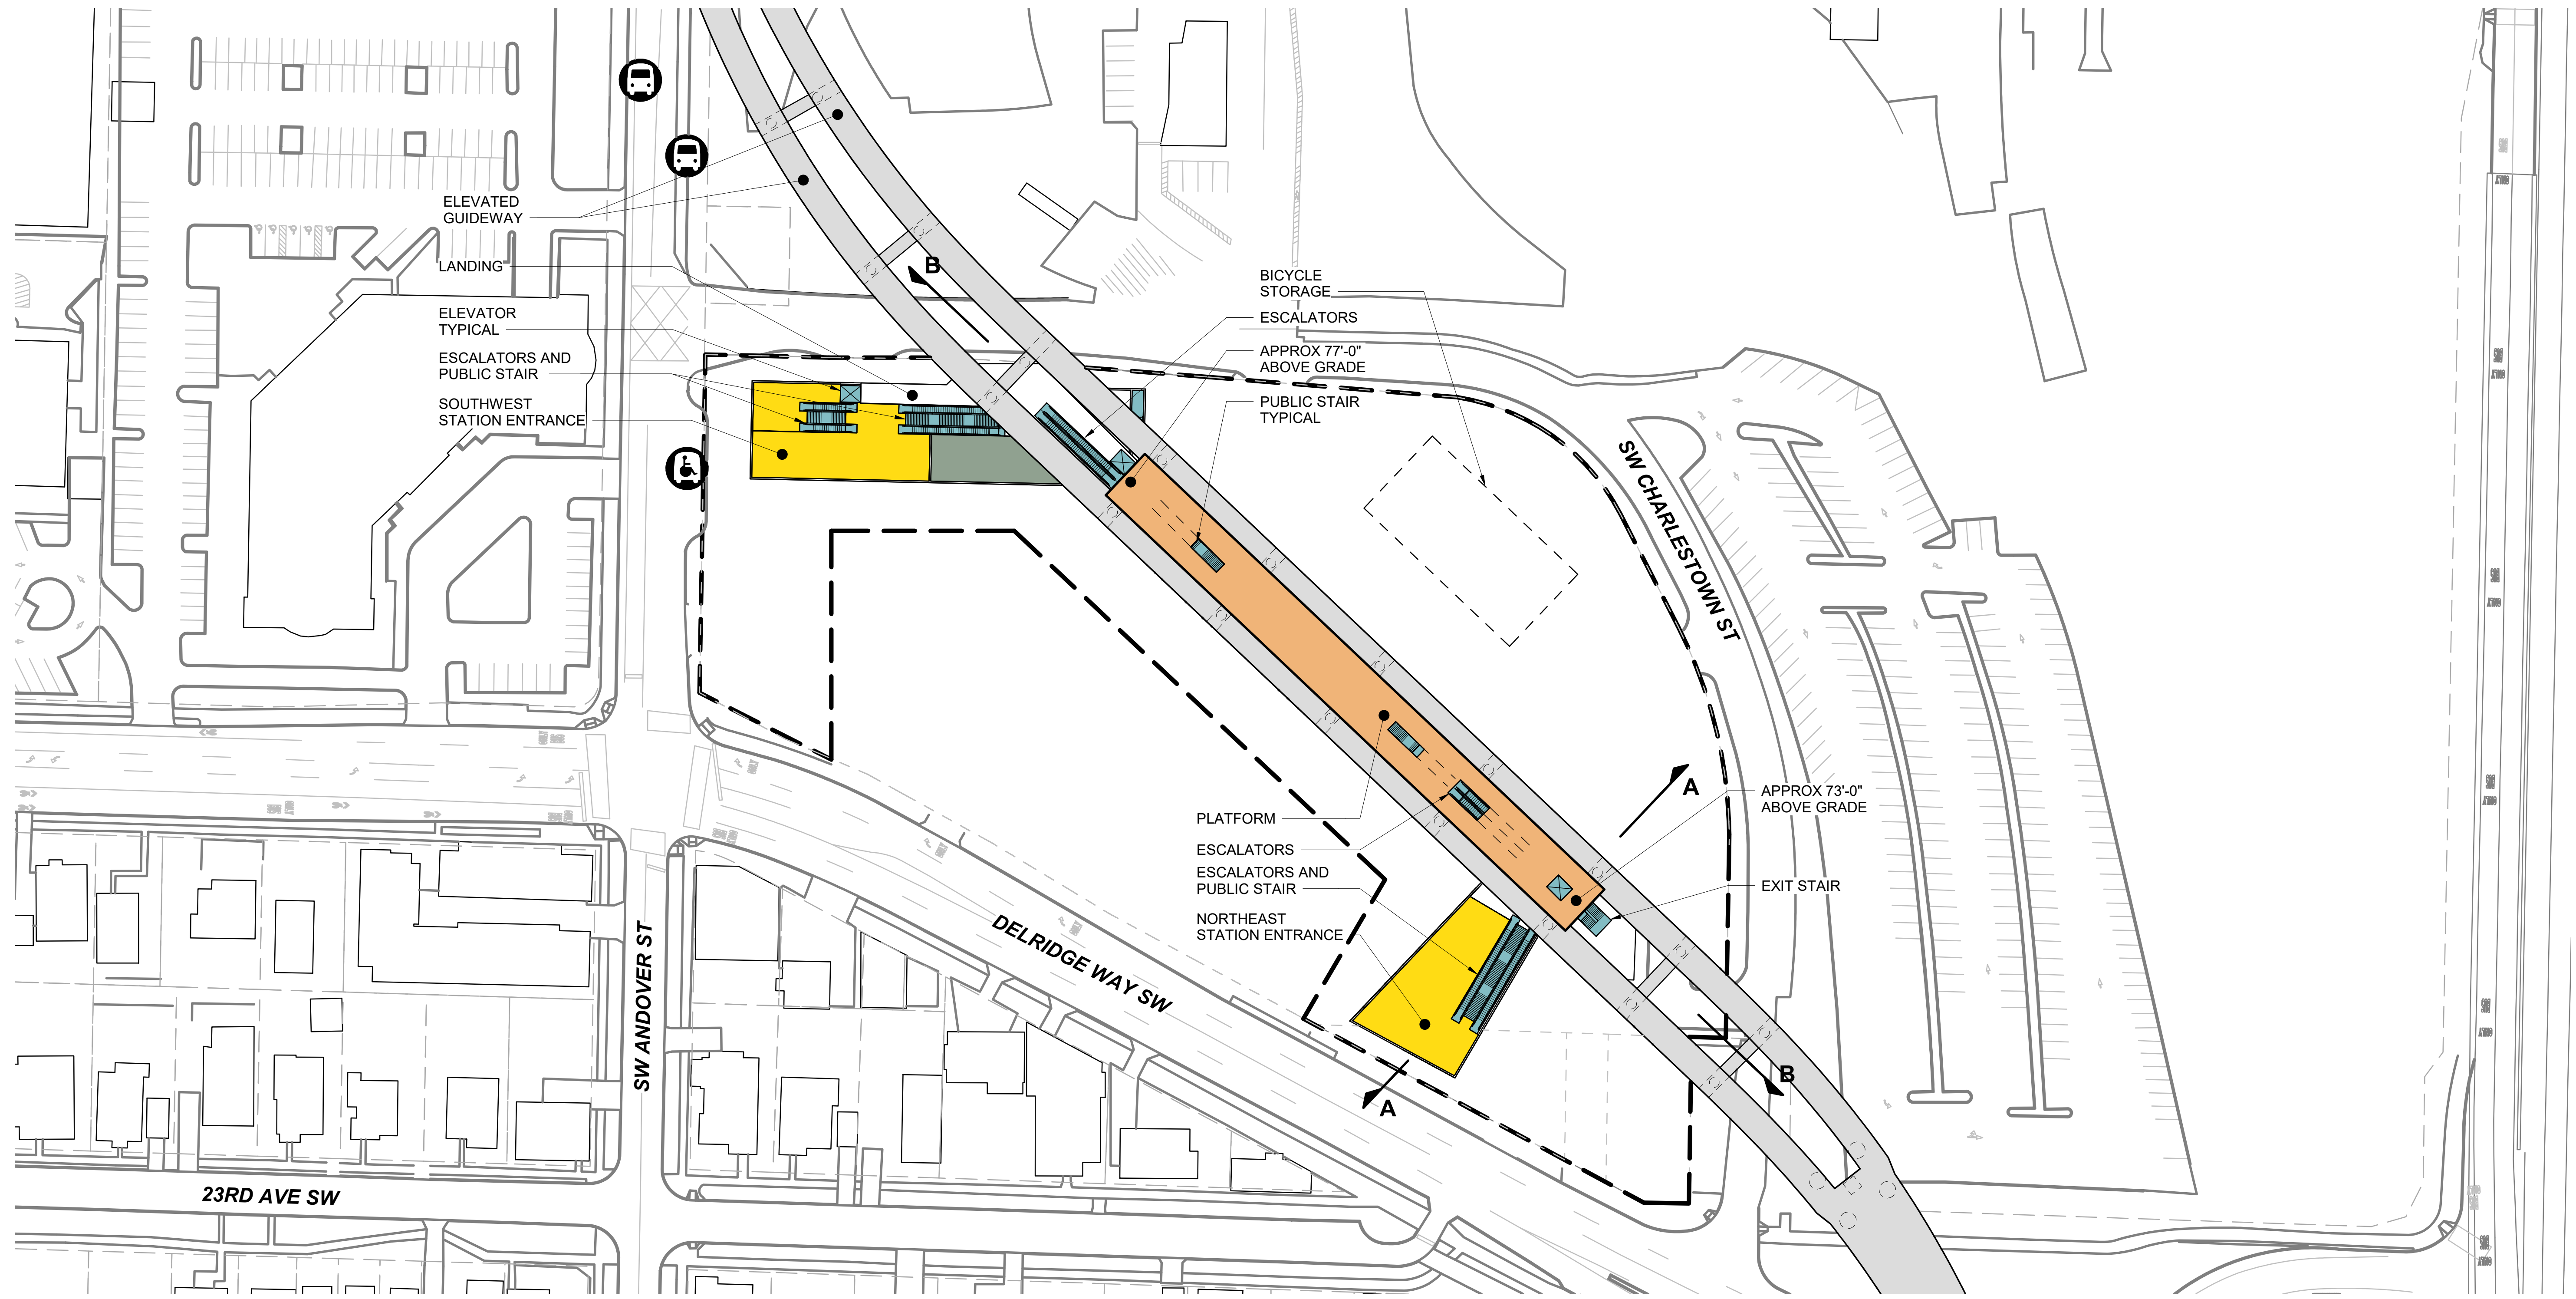 ELEVATED
GUIDEWAY
LANDING
ELEVATOR
TYPICAL
ESCALATORS AND
PUBLIC STAIR
SOUTHWEST
STATION ENTRANCE
B
BICYCLE
STORAGE
ESCALATORS
APPROX 77'-0"
ABOVE GRADE
PUBLIC STAIR
TYPICAL
SW CHARLESTOWN ST
PLATFORM
ESCALATORS
ESCALATORS AND
PUBLIC STAIR
NORTHEAST
STATION ENTRANCE
A
APPROX 73'-0"
ABOVE GRADE
EXIT STAIR
B
A
DELRIDGE WAY SW
SW ANDOVER ST
23RD AVE SW